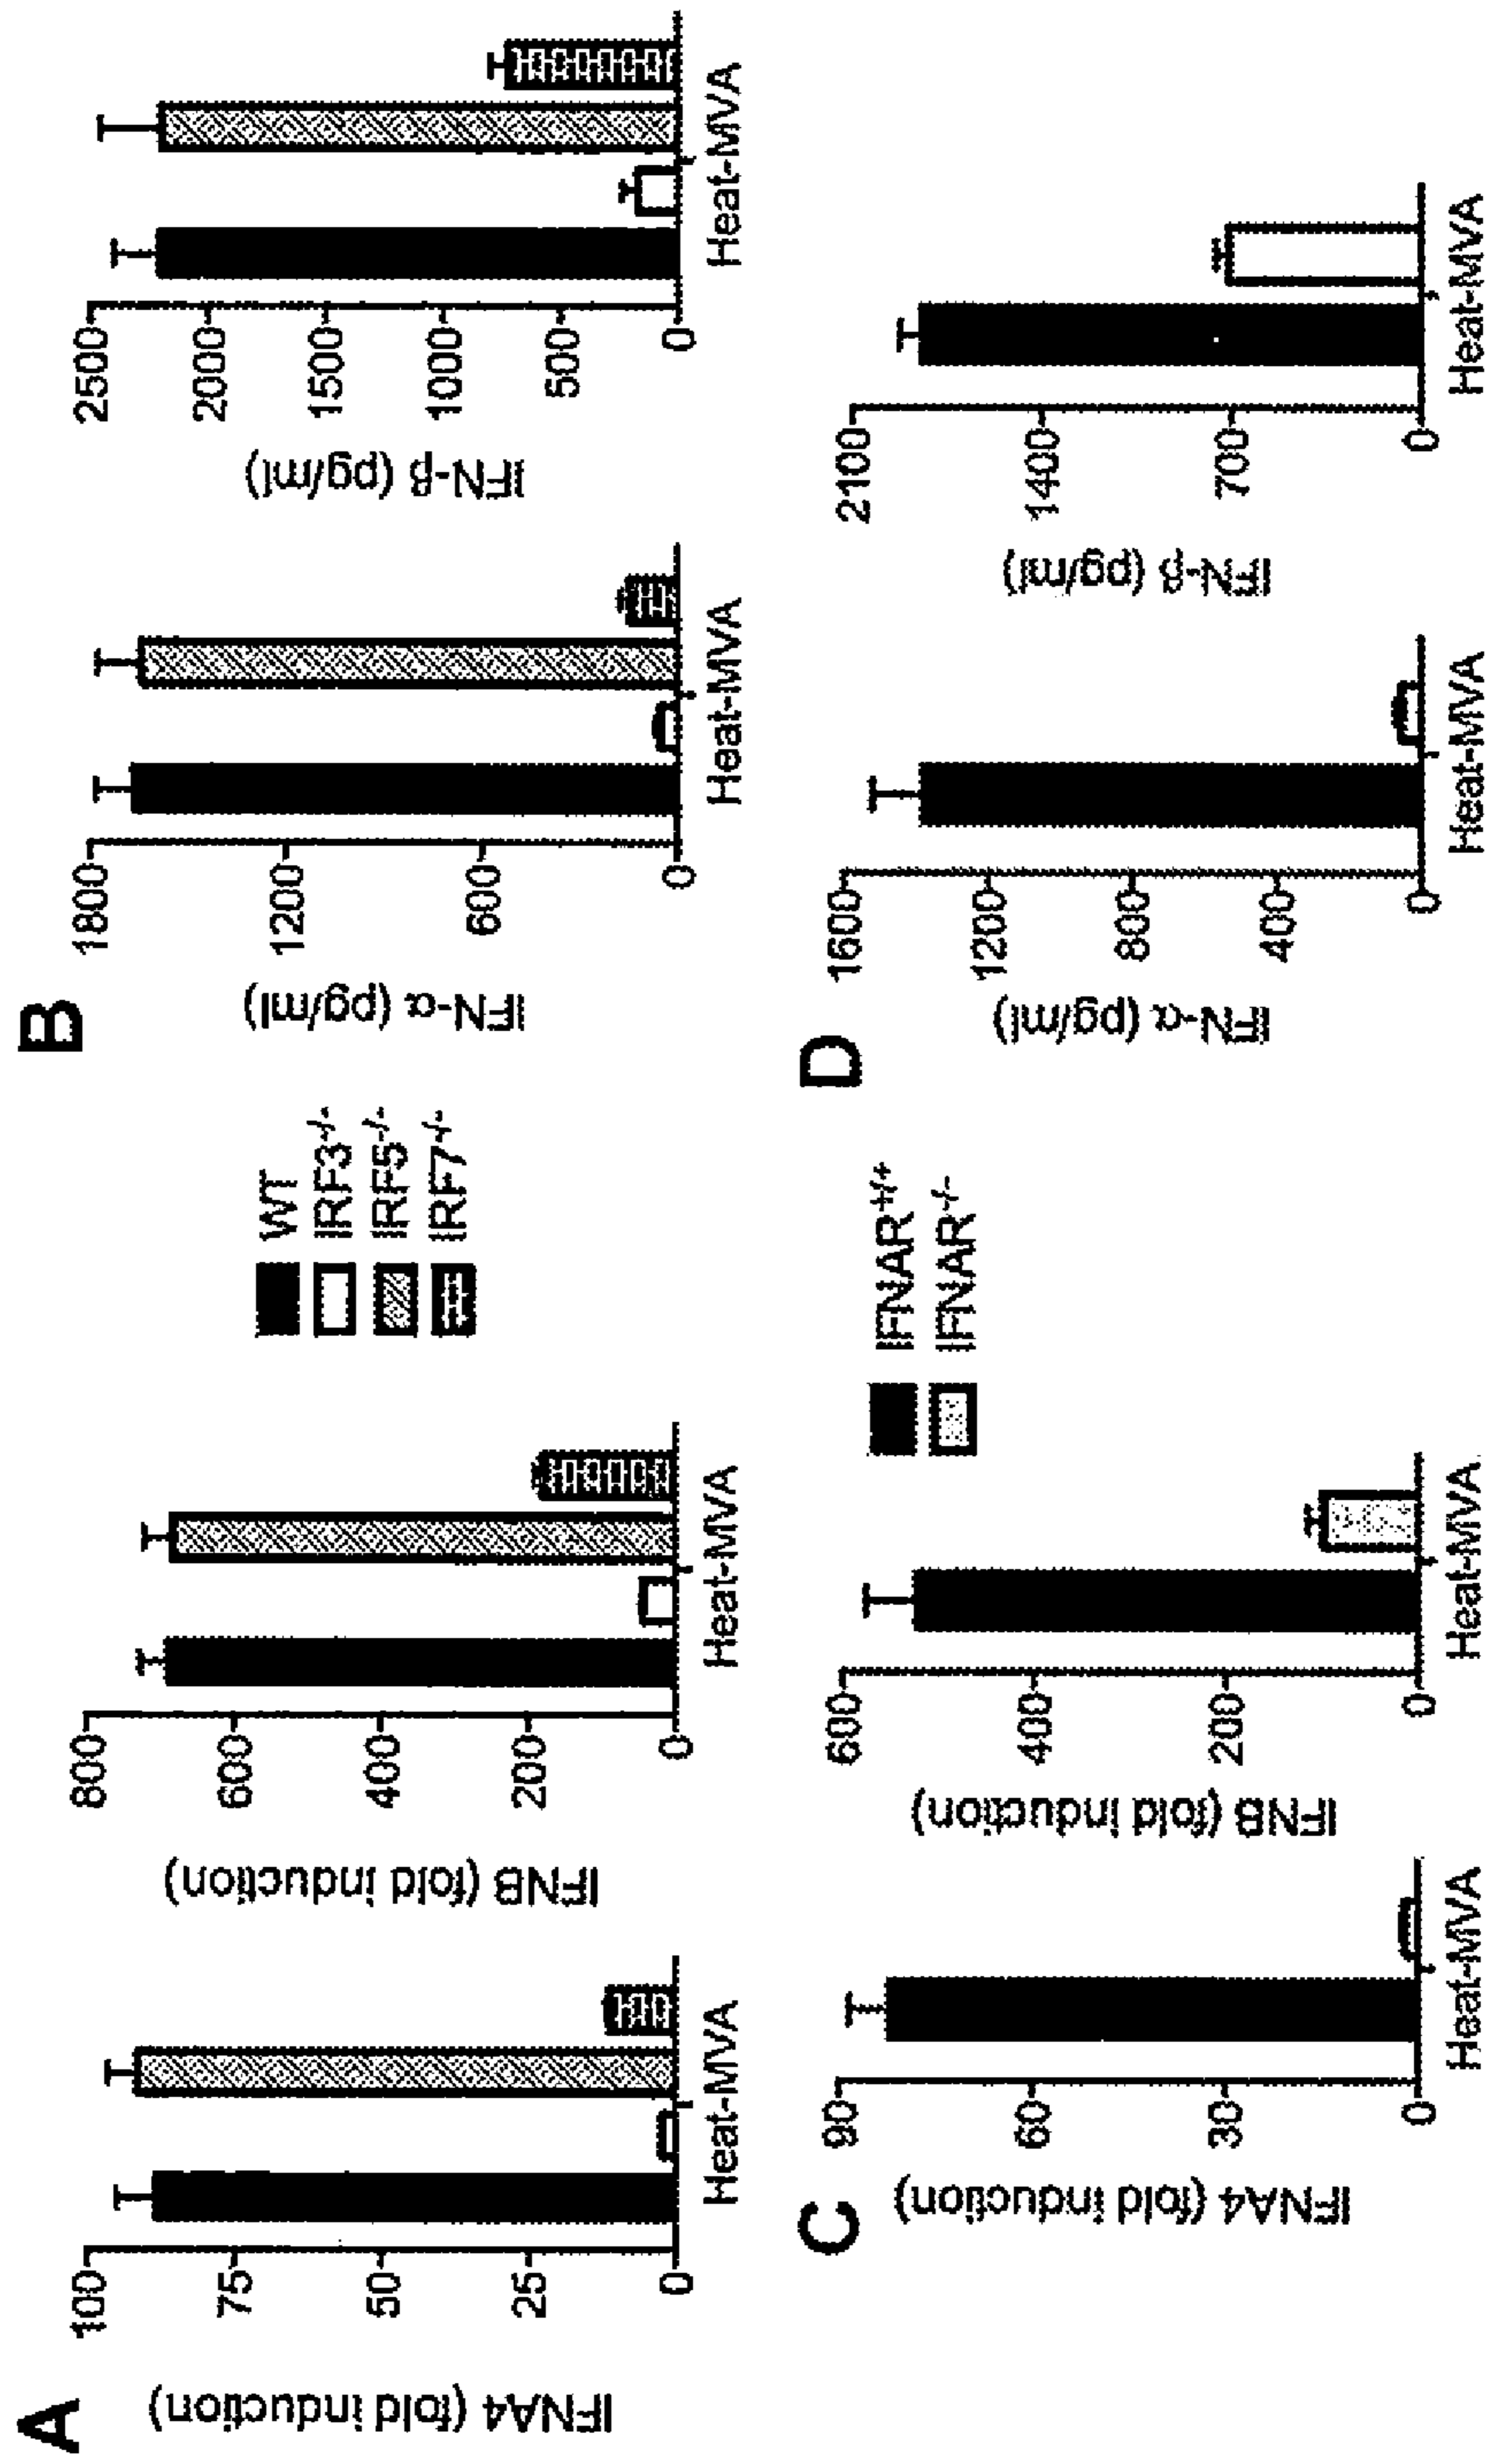 A
IFNA4 (fold induction)
100
75
50
25
0
Heat-MVA
IFNB (fold induction)
800
600
400
200
0
Heat-MVA
WT
IRF3-/-
IRF5-/-
IRF7-/-
B
IFN-α (pg/ml)
1800
1200
600
0
Heat-MVA
IFN-β (pg/ml)
2500
2000
1500
1000
500
0
Heat-MVA
C
IFNA4 (fold induction)
90
60
30
0
Heat-MVA
IFNB (fold induction)
600
400
200
0
Heat-MVA
IFNAR+/+
IFNAR-/-
D
IFN-α (pg/ml)
1600
1200
800
400
0
Heat-MVA
IFN-β (pg/ml)
2100
1400
700
0
Heat-MVA